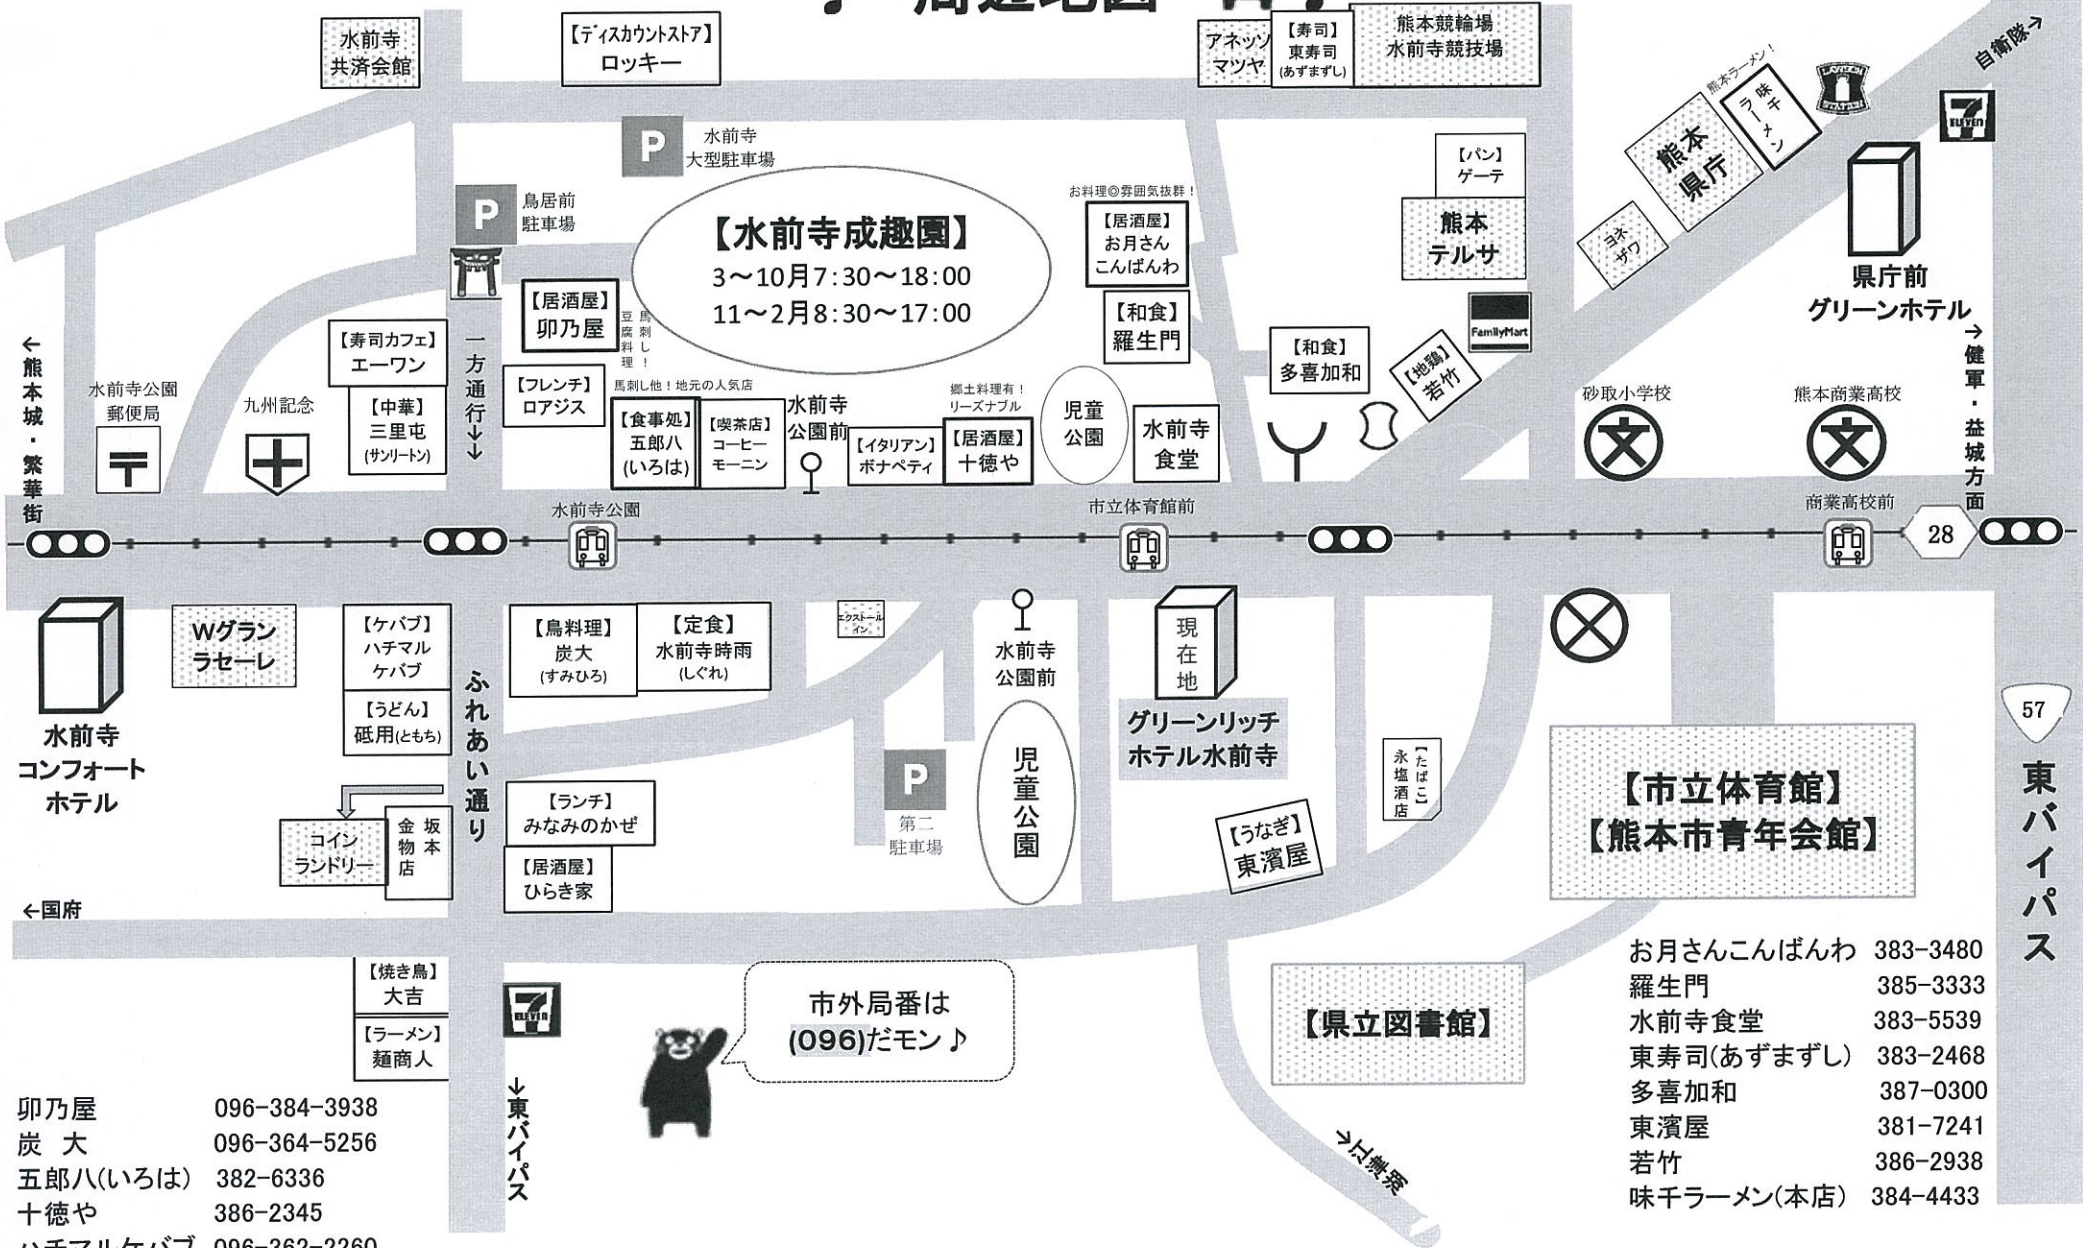 周辺地図
水前寺
共済会館
【ディスカウントストア】
ロッキー
アネッソ
マツヤ
【寿司】
東寿司
(あずまずし)
熊本競輪場
水前寺競技場
自衛隊→
熊本ラーメン!
味千
ラーメン
LAWSON
STATION
7
ELEVEN
熊本
県庁
ヨネ
ザワ
P
水前寺
大型駐車場
P
鳥居前
駐車場
【水前寺成趣園】
3〜10月7:30〜18:00
11〜2月8:30〜17:00
お料理◎雰囲気抜群!
【居酒屋】
お月さん
こんばんわ
【和食】
羅生門
【パン】
ゲーテ
熊本
テルサ
FamilyMart
県庁前
グリーンホテル
【居酒屋】
卯乃屋
馬刺し!
豆腐料理!
【寿司カフェ】
エーワン
【中華】
三里屯
(サンリートン)
一方通行→→
【フレンチ】
ロアジス
馬刺し他!地元の人気店
【食事処】
五郎八
(いろは)
【喫茶店】
コーヒー
モーニン
水前寺
公園前
【イタリアン】
ボナペティ
郷土料理有!
リーズナブル
【居酒屋】
十徳や
児童
公園
水前寺
食堂
【和食】
多喜加和
【地鶏】
若竹
砂取小学校
文
熊本商業高校
文
←熊本城・繁華街
水前寺公園
郵便局
九州記念
→健軍・益城方面
水前寺公園
市立体育館前
商業高校前
28
水前寺
コンフォート
ホテル
Wグラン
ラセーレ
【ケバブ】
ハチマル
ケバブ
【うどん】
砥用(ともち)
ふれあい通り
【鳥料理】
炭大
(すみひろ)
【定食】
水前寺時雨
(しぐれ)
エクストール
イン
水前寺
公園前
現在地
グリーンリッチ
ホテル水前寺
【たばこ】
永塩酒店
【市立体育館】
【熊本市青年会館】
57
東バイパス
コイン
ランドリー
坂本
金物店
【ランチ】
みなみのかぜ
【居酒屋】
ひらき家
P
第二
駐車場
児童公園
【うなぎ】
東濱屋
←国府
【焼き鳥】
大吉
【ラーメン】
麺商人
7
ELEVEN
→東バイパス
市外局番は
(096)だモン♪
【県立図書館】
→江津湖
お月さんこんばんわ 383-3480
羅生門 385-3333
水前寺食堂 383-5539
東寿司(あずまずし) 383-2468
多喜加和 387-0300
東濱屋 381-7241
若竹 386-2938
味千ラーメン(本店) 384-4433
卯乃屋 096-384-3938
炭 大 096-364-5256
五郎八(いろは) 382-6336
十徳や 386-2345
ハチマルケバブ 096-362-2260